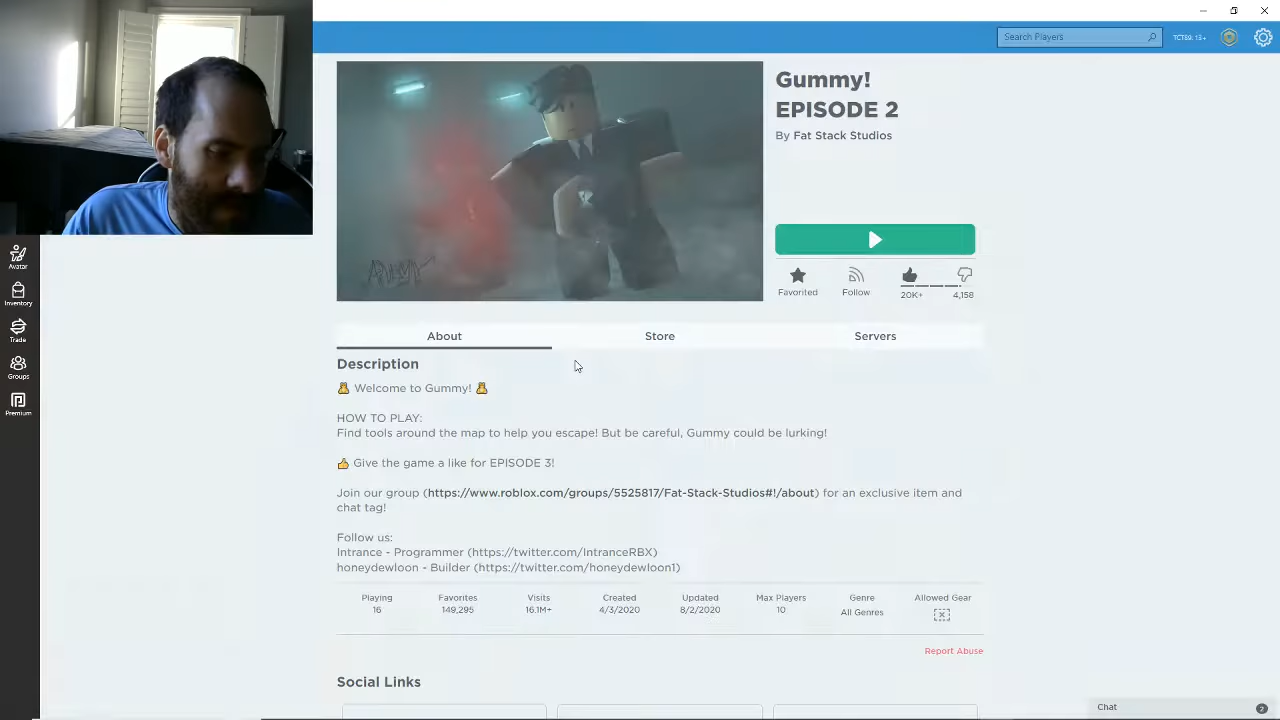 Search Players
TCT89: 13+
Gummy!
EPISODE 2
By Fat Stack Studios
Favorited
Follow
20K+
4,158
Avatar
Inventory
Trade
Groups
Premium
About
Store
Servers
Description
Welcome to Gummy!
HOW TO PLAY:
Find tools around the map to help you escape! But be careful, Gummy could be lurking!
Give the game a like for EPISODE 3!
Join our group (https://www.roblox.com/groups/5525817/Fat-Stack-Studios#!/about) for an exclusive item and
chat tag!
Follow us:
Intrance - Programmer (https://twitter.com/IntranceRBX)
honeydewloon - Builder (https://twitter.com/honeydewloon1)
Playing Favorites Visits Created Updated Max Players Genre Allowed Gear
16 149,295 16.1M+ 4/3/2020 8/2/2020 10 All Genres
Report Abuse
Social Links
Chat
2